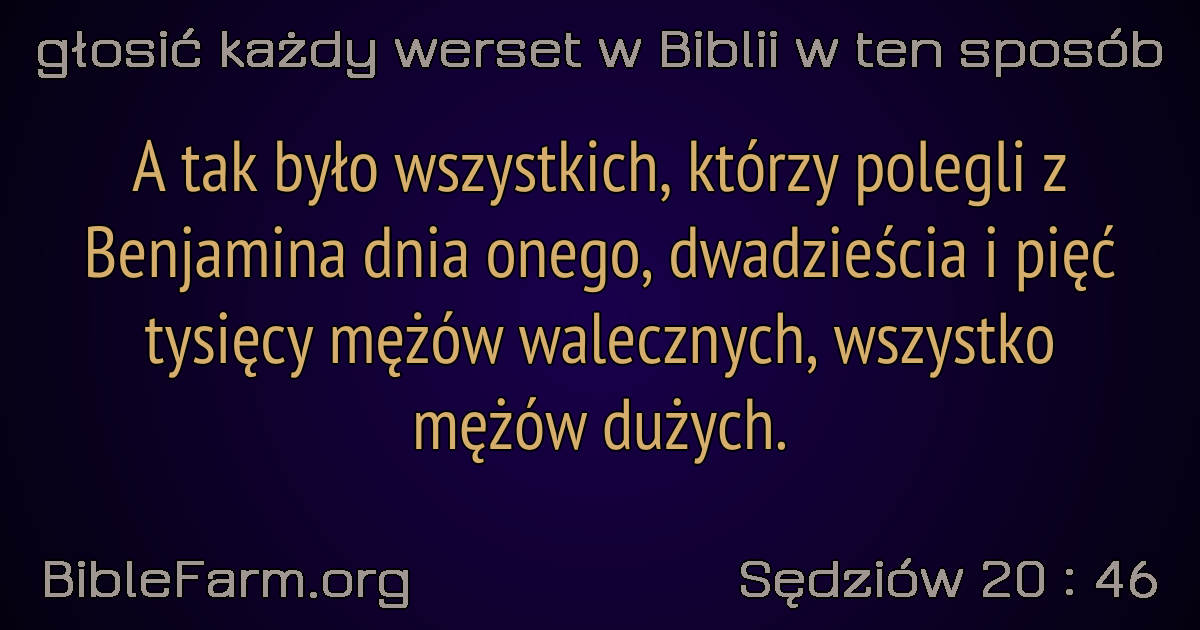 głosić każdy werset w Biblii w ten sposób
A tak było wszystkich, którzy polegli z
Benjamina dnia onego, dwadzieścia i pięć
tysięcy mężów walecznych, wszystko
mężów dużych.
BibleFarm.org
Sędziów 20 : 46